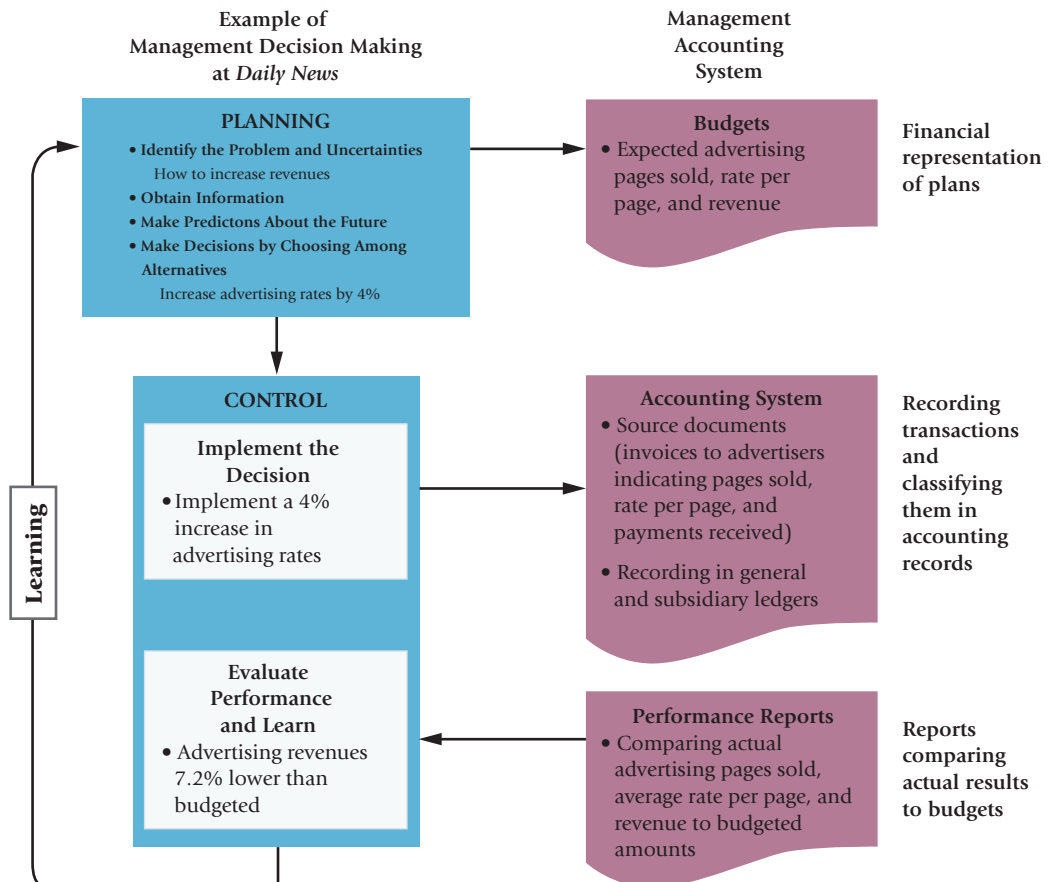 Example of
Management Decision Making
at Daily News
Management
Accounting
System
PLANNING
• Identify the Problem and Uncertainties
How to increase revenues
• Obtain Information
• Make Predictons About the Future
• Make Decisions by Choosing Among
Alternatives
Increase advertising rates by 4%
Budgets
• Expected advertising
pages sold, rate per
page, and revenue
Financial
representation
of plans
CONTROL
Implement the
Decision
• Implement a 4%
increase in
advertising rates
Accounting System
• Source documents
(invoices to advertisers
indicating pages sold,
rate per page, and
payments received)
• Recording in general
and subsidiary ledgers
Recording
transactions
and
classifying
them in
accounting
records
Learning
Evaluate
Performance
and Learn
• Advertising revenues
7.2% lower than
budgeted
Performance Reports
• Comparing actual
advertising pages sold,
average rate per page, and
revenue to budgeted
amounts
Reports
comparing
actual results
to budgets